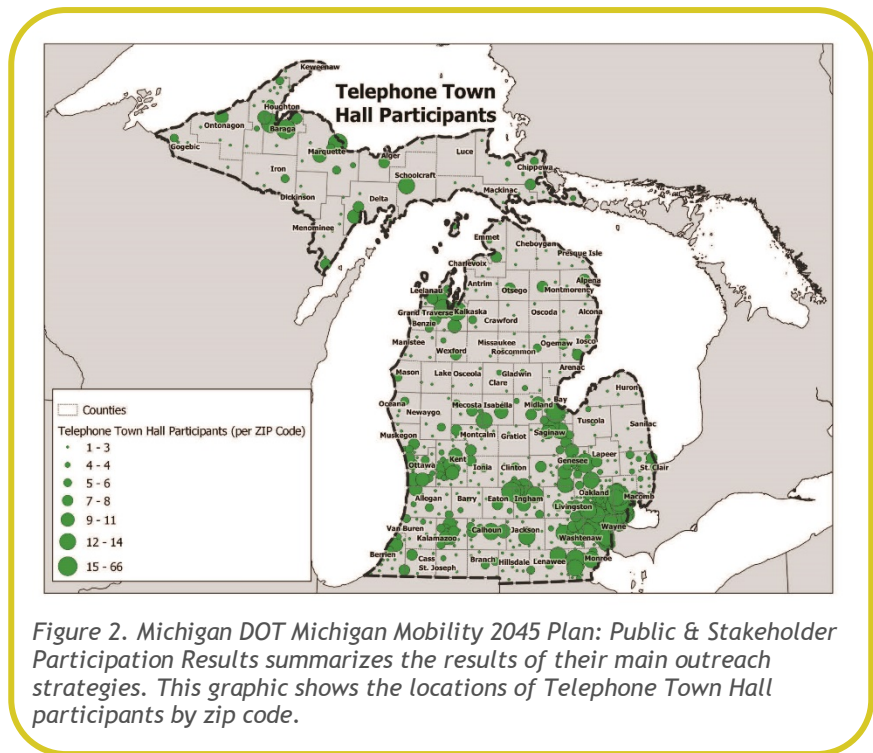 Keweenaw
Telephone Town
Hall Participants
Houghton
Ontonagon
Baraga
Gogebic
Marquette
Alger
Luce
Chippewa
Iron
Schoolcraft
Mackinac
Dickinson
Delta
Menominee
Emmet
Cheboygan
Presque Isle
Charlevoix
Leelanau
Antrim
Otsego
Montmorency
Alpena
Grand Traverse
Kalkaska
Crawford
Oscoda
Alcona
Benzie
Manistee
Wexford
Missaukee
Roscommon
Ogemaw
Iosco
Arenac
Mason
Lake
Osceola
Clare
Gladwin
Huron
Oceana
Newaygo
Mecosta
Isabella
Midland
Bay
Tuscola
Sanilac
Muskegon
Montcalm
Gratiot
Saginaw
Ottawa
Kent
Ionia
Clinton
Genesee
Lapeer
St. Clair
Allegan
Barry
Eaton
Ingham
Livingston
Oakland
Macomb
Van Buren
Kalamazoo
Calhoun
Jackson
Washtenaw
Wayne
Berrien
Cass
St. Joseph
Branch
Hillsdale
Lenawee
Monroe
Counties
Telephone Town Hall Participants (per ZIP Code)
1 - 3
4 - 4
5 - 6
7 - 8
9 - 11
12 - 14
15 - 66
Figure 2. Michigan DOT Michigan Mobility 2045 Plan: Public & Stakeholder
Participation Results summarizes the results of their main outreach
strategies. This graphic shows the locations of Telephone Town Hall
participants by zip code.